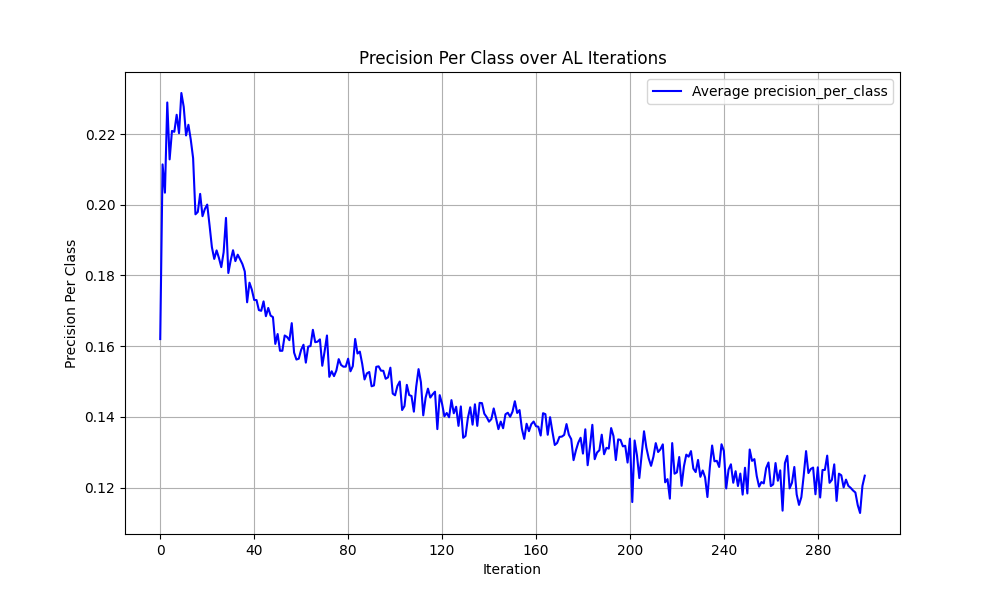 Precision Per Class over AL Iterations
Average precision_per_class
Precision Per Class
0.22
0.20
0.18
0.16
0.14
0.12
0 40 80 120 160 200 240 280
Iteration